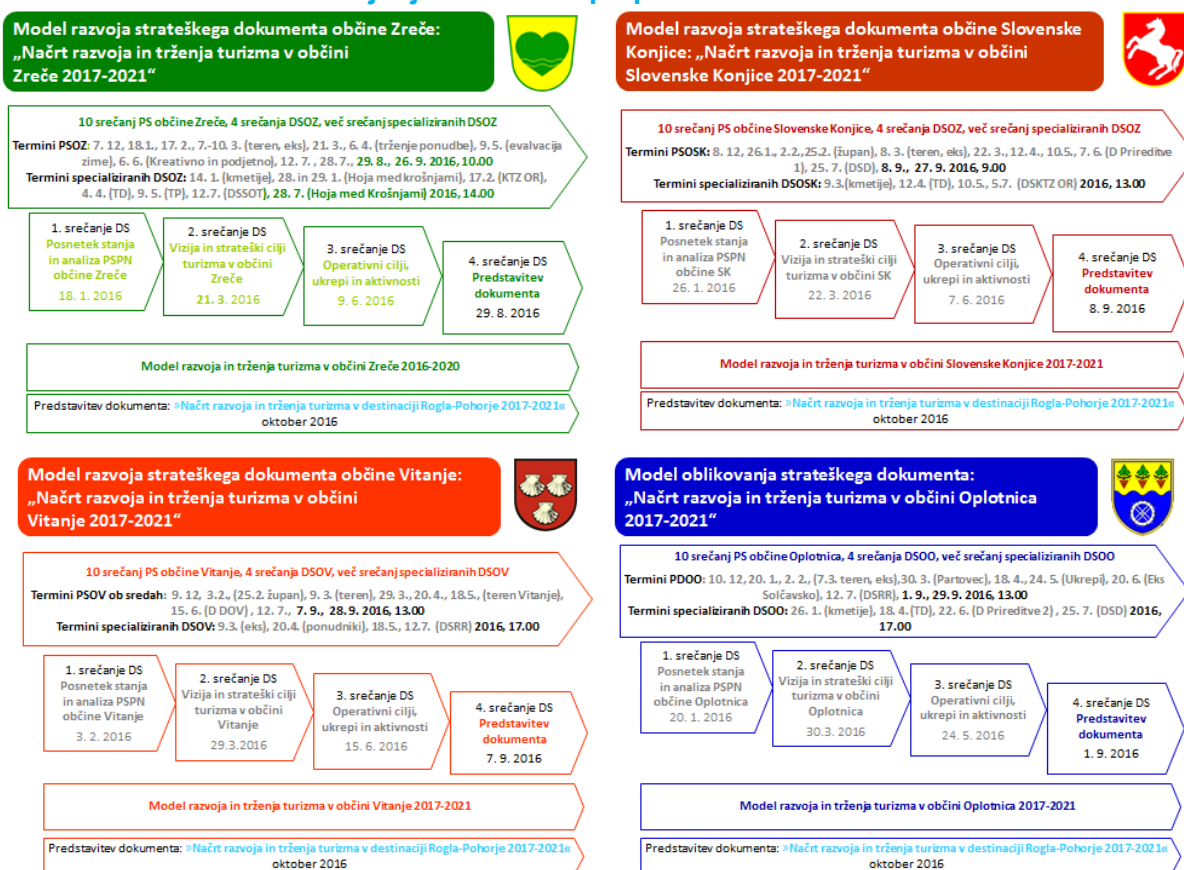 Model razvoja strateškega dokumenta občine Zreče:
„Načrt razvoja in trženja turizma v občini
Zreče 2017-2021“
10 srečanj PS občine Zreče, 4 srečanja DSOZ, več srečanj specializiranih DSOZ
Termini PSOZ: 7. 12, 18.1., 17. 2., 7.-10. 3. (teren, eks), 21. 3., 6. 4. (trženje ponudbe), 9. 5. (evalvacija
zime), 6. 6. (Kreativno in podjetno), 12. 7. , 28.7., 29. 8., 26. 9. 2016, 10.00
Termini specializiranih DSOZ: 14. 1. (kmetije), 28. in 29. 1. (Hoja med krošnjami), 17.2. (KTZ OR),
4. 4. (TD), 9. 5. (TP), 12.7. (DSSOT), 28. 7. (Hoja med Krošnjami) 2016, 14.00
1. srečanje DS
Posnetek stanja
in analiza PSPN
občine Zreče
18. 1. 2016
2. srečanje DS
Vizija in strateški cilji
turizma v občini
Zreče
21. 3. 2016
3. srečanje DS
Operativni cilji,
ukrepi in aktivnosti
9. 6. 2016
4. srečanje DS
Predstavitev
dokumenta
29. 8. 2016
Model razvoja in trženja turizma v občini Zreče 2016-2020
Predstavitev dokumenta: »Načrt razvoja in trženja turizma v destinaciji Rogla-Pohorje 2017-2021«
oktober 2016
Model razvoja strateškega dokumenta občine Slovenske
Konjice: „Načrt razvoja in trženja turizma v občini
Slovenske Konjice 2017-2021“
10 srečanj PS občine Slovenske Konjice, 4 srečanja DSOZ, več srečanj specializiranih DSOZ
Termini PSOSK: 8. 12, 26.1., 2.2.,25.2. (župan), 8. 3. (teren, eks), 22. 3., 12.4., 10.5., 7. 6. (D Prireditve
1), 25. 7. (DSD), 8. 9., 27. 9. 2016, 9.00
Termini specializiranih DSOSK: 9.3.(kmetije), 12.4. (TD), 10.5., 5.7. (DSKTZ OR) 2016, 13.00
1. srečanje DS
Posnetek stanja
in analiza PSPN
občine SK
26. 1. 2016
2. srečanje DS
Vizija in strateški cilji
turizma v občini SK
22. 3. 2016
3. srečanje DS
Operativni cilji,
ukrepi in aktivnosti
7. 6. 2016
4. srečanje DS
Predstavitev
dokumenta
8. 9. 2016
Model razvoja in trženja turizma v občini Slovenske Konjice 2017-2021
Predstavitev dokumenta: »Načrt razvoja in trženja turizma v destinaciji Rogla-Pohorje 2017-2021«
oktober 2016
Model razvoja strateškega dokumenta občine Vitanje:
„Načrt razvoja in trženja turizma v občini
Vitanje 2017-2021“
10 srečanj PS občine Vitanje, 4 srečanja DSOV, več srečanj specializiranih DSOV
Termini PSOV ob sredah: 9. 12, 3.2., (25.2. župan), 9. 3. (teren), 29. 3., 20.4., 18.5., (teren Vitanje),
15. 6. (D DOV) , 12.7. , 7. 9., 28.9. 2016, 13.00
Termini specializiranih DSOV: 9.3. (eks), 20.4. (ponudniki), 18.5., 12.7. (DSRR) 2016, 17.00
1. srečanje DS
Posnetek stanja
in analiza PSPN
občine Vitanje
3. 2. 2016
2. srečanje DS
Vizija in strateški cilji
turizma v občini
Vitanje
29.3.2016
3. srečanje DS
Operativni cilji,
ukrepi in aktivnosti
15. 6. 2016
4. srečanje DS
Predstavitev
dokumenta
7. 9. 2016
Model razvoja in trženja turizma v občini Vitanje 2017-2021
Predstavitev dokumenta: »Načrt razvoja in trženja turizma v destinaciji Rogla-Pohorje 2017-2021«
oktober 2016
Model oblikovanja strateškega dokumenta:
„Načrt razvoja in trženja turizma v občini Oplotnica
2017-2021“
10 srečanj PS občine Oplotnica, 4 srečanja DSOO, več srečanj specializiranih DSOO
Termini PDOO: 10. 12, 20. 1., 2. 2., (7.3. teren, eks),30. 3. (Partovec), 18. 4., 24. 5. (Ukrepi), 20. 6. (Eks
Solčavsko), 12. 7. (DSRR), 1. 9., 29.9. 2016, 13.00
Termini specializiranih DSOO: 26. 1. (kmetije), 18. 4. (TD), 22. 6. (D Prireditve 2) , 25. 7. (DSD) 2016,
17.00
1. srečanje DS
Posnetek stanja
in analiza PSPN
občine Oplotnica
20. 1. 2016
2. srečanje DS
Vizija in strateški cilji
turizma v občini
Oplotnica
30.3. 2016
3. srečanje DS
Operativni cilji,
ukrepi in aktivnosti
24. 5. 2016
4. srečanje DS
Predstavitev
dokumenta
1. 9. 2016
Model razvoja in trženja turizma v občini Oplotnica 2017-2021
Predstavitev dokumenta: »Načrt razvoja in trženja turizma v destinaciji Rogla-Pohorje 2017-2021«
oktober 2016